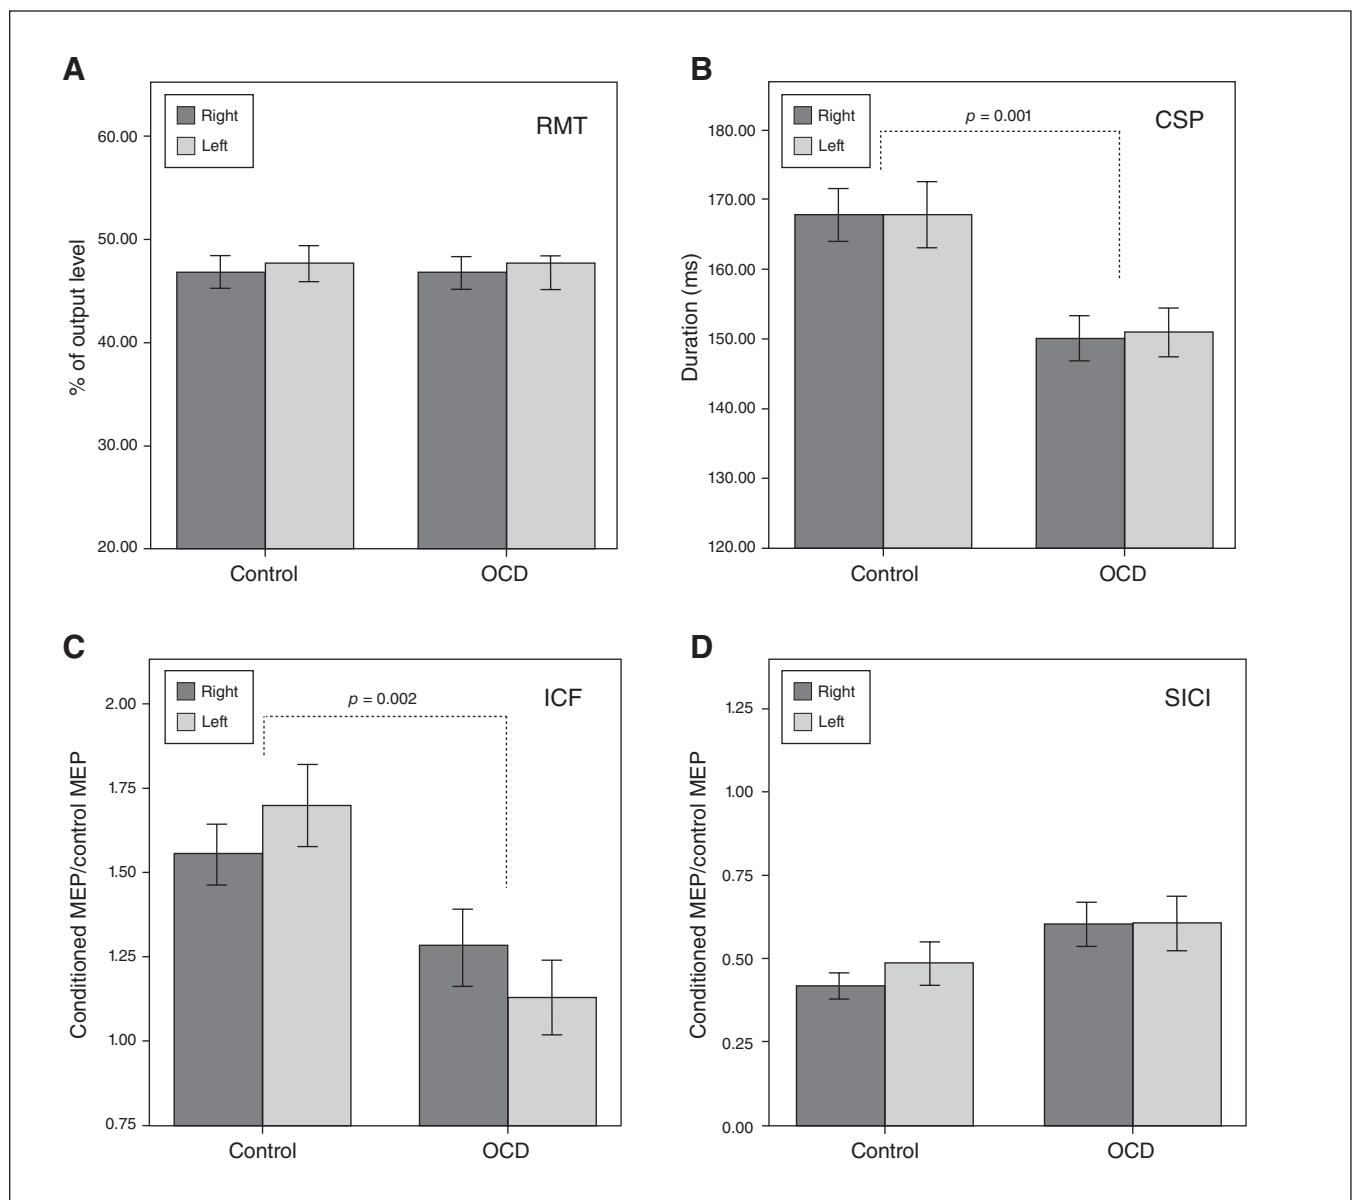 A
Right
Left
RMT
60.00
50.00
40.00
30.00
20.00
% of output level
Control
OCD
B
Right
Left
p = 0.001
CSP
180.00
170.00
160.00
150.00
140.00
130.00
120.00
Duration (ms)
Control
OCD
C
Right
Left
p = 0.002
ICF
2.00
1.75
1.50
1.25
1.00
0.75
Conditioned MEP/control MEP
Control
OCD
D
Right
Left
SICI
1.25
1.00
0.75
0.50
0.25
0.00
Conditioned MEP/control MEP
Control
OCD